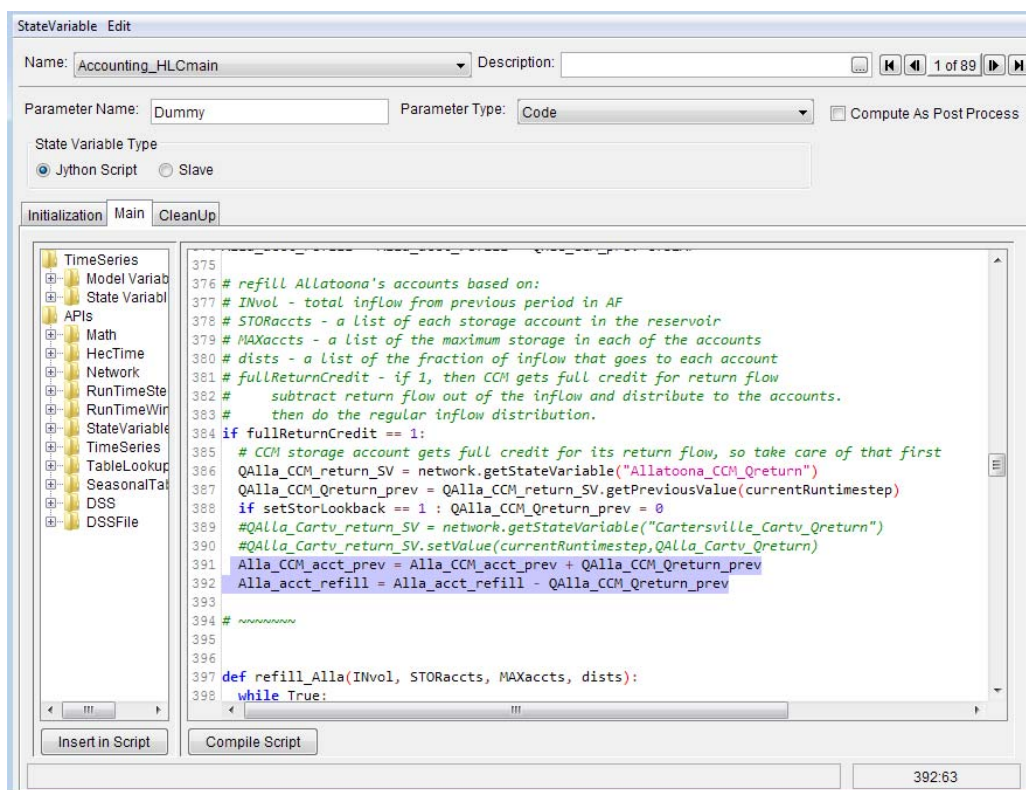 StateVariable Edit
Name: Accounting_HLCmain Description: ... 1 of 89
Parameter Name: Dummy Parameter Type: Code Compute As Post Process
State Variable Type
Jython Script Slave
Initialization Main CleanUp
TimeSeries
Model Variab
State Variabl
APIs
Math
HecTime
Network
RunTimeSte
RunTimeWin
StateVariable
TimeSeries
TableLookup
SeasonalTab
DSS
DSSFile
Insert in Script
375
376 # refill Allatoona's accounts based on:
377 # INvol - total inflow from previous period in AF
378 # STORaccts - a list of each storage account in the reservoir
379 # MAXaccts - a list of the maximum storage in each of the accounts
380 # dists - a list of the fraction of inflow that goes to each account
381 # fullReturnCredit - if 1, then CCM gets full credit for return flow
382 # subtract return flow out of the inflow and distribute to the accounts.
383 # then do the regular inflow distribution.
384 if fullReturnCredit == 1:
385 # CCM storage account gets full credit for its return flow, so take care of that first
386 QAlla_CCM_return_SV = network.getStateVariable("Allatoona_CCM_Qreturn")
387 QAlla_CCM_Qreturn_prev = QAlla_CCM_return_SV.getPreviousValue(currentRuntimestep)
388 if setStorLookback == 1 : QAlla_CCM_Qreturn_prev = 0
389 #QAlla_Cartv_return_SV = network.getStateVariable("Cartersville_Cartv_Qreturn")
390 #QAlla_Cartv_return_SV.setValue(currentRuntimestep,QAlla_Cartv_Qreturn)
391 Alla_CCM_acct_prev = Alla_CCM_acct_prev + QAlla_CCM_Qreturn_prev
392 Alla_acct_refill = Alla_acct_refill - QAlla_CCM_Qreturn_prev
393
394 # ~~~~~~~
395
396
397 def refill_Alla(INvol, STORaccts, MAXaccts, dists):
398 while True:
Compile Script
392:63